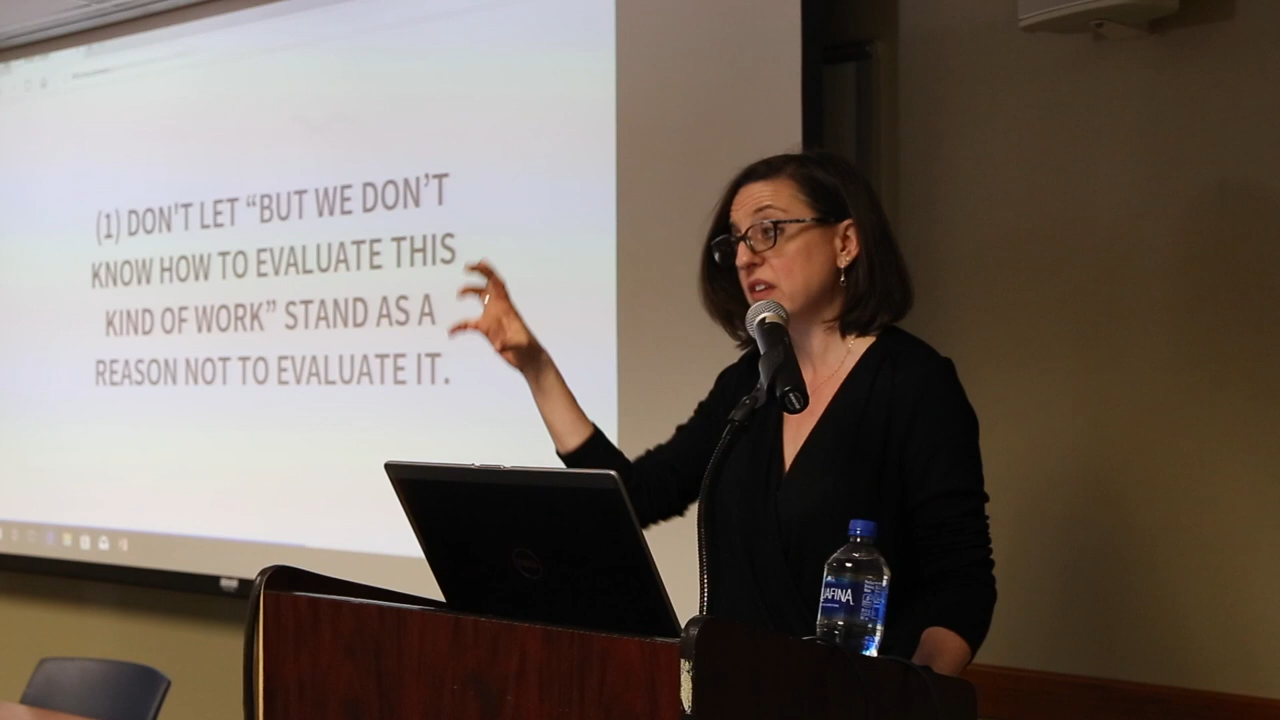 (1) DON'T LET “BUT WE DON’T
KNOW HOW TO EVALUATE THIS
KIND OF WORK” STAND AS A
REASON NOT TO EVALUATE IT.
UAFINA